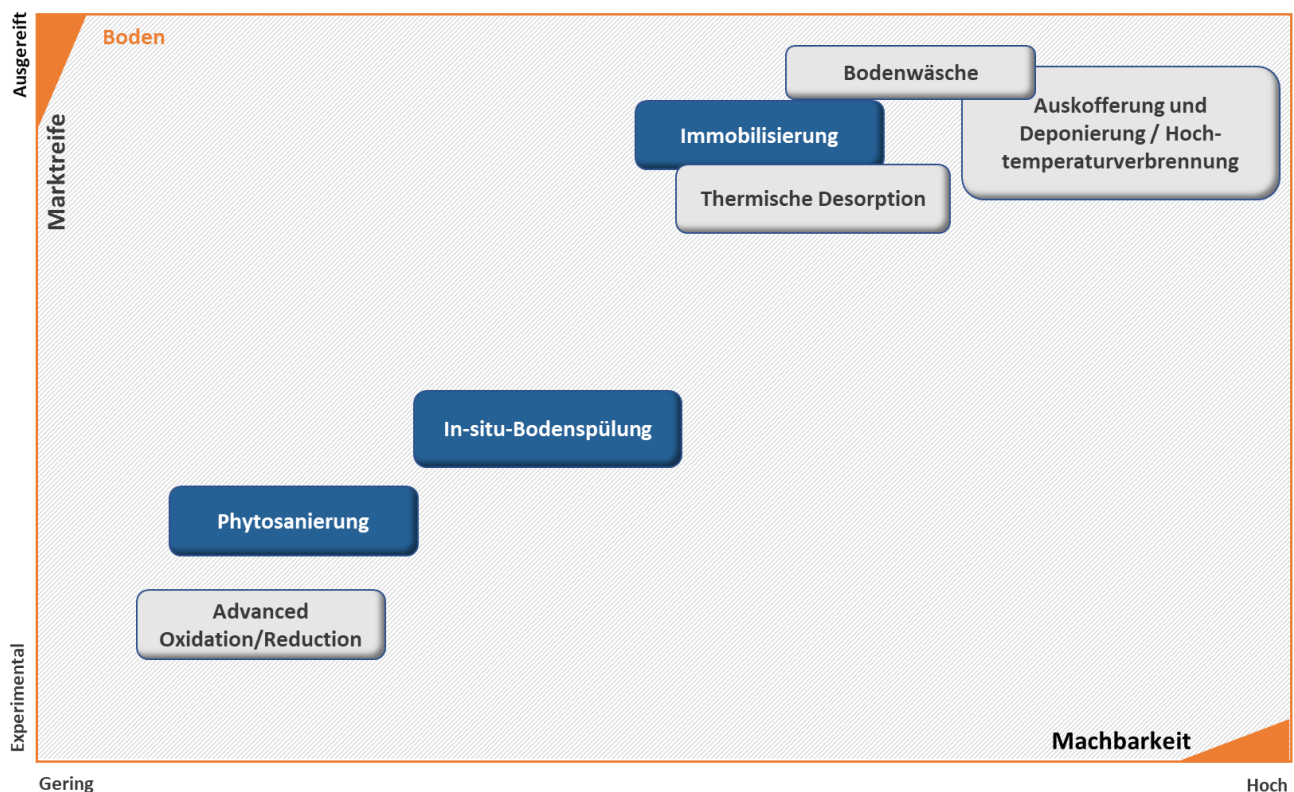 Ausgereift
Boden
Marktreife
Bodenwäsche
Auskofferung und
Deponierung / Hoch-
temperaturverbrennung
Immobilisierung
Thermische Desorption
In-situ-Bodenspülung
Phytosanierung
Advanced
Oxidation/Reduction
Experimental
Machbarkeit
Gering
Hoch